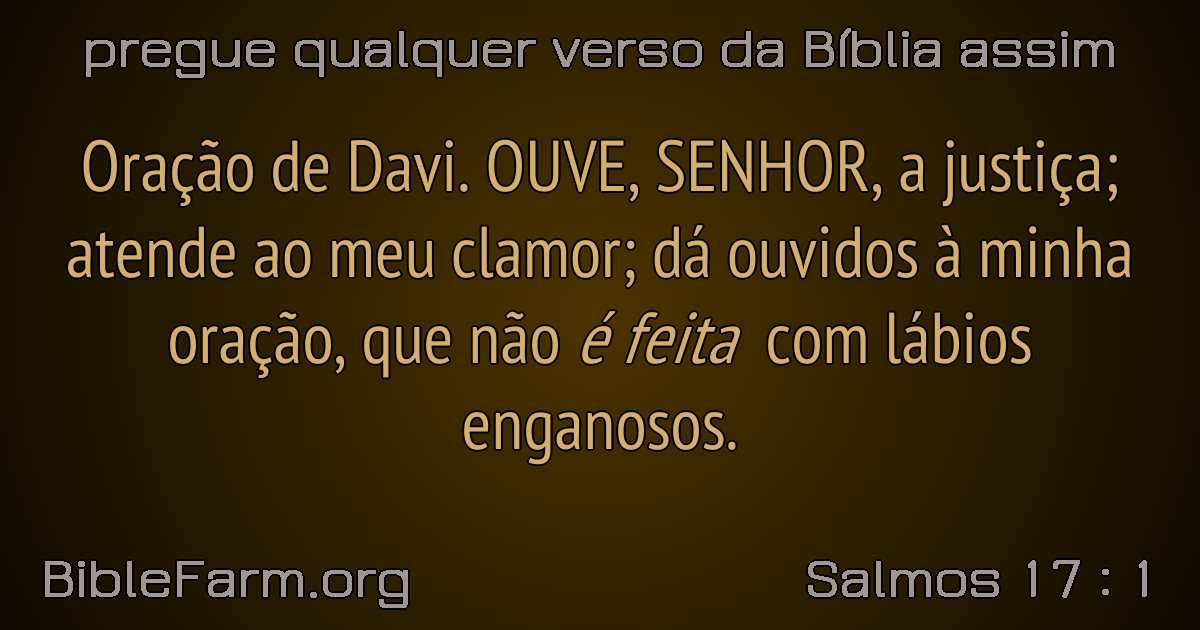 pregue qualquer verso da Bíblia assim
Oração de Davi. OUVE, SENHOR, a justiça;
atende ao meu clamor; dá ouvidos à minha
oração, que não é feita com lábios
enganosos.
BibleFarm.org
Salmos 17 : 1